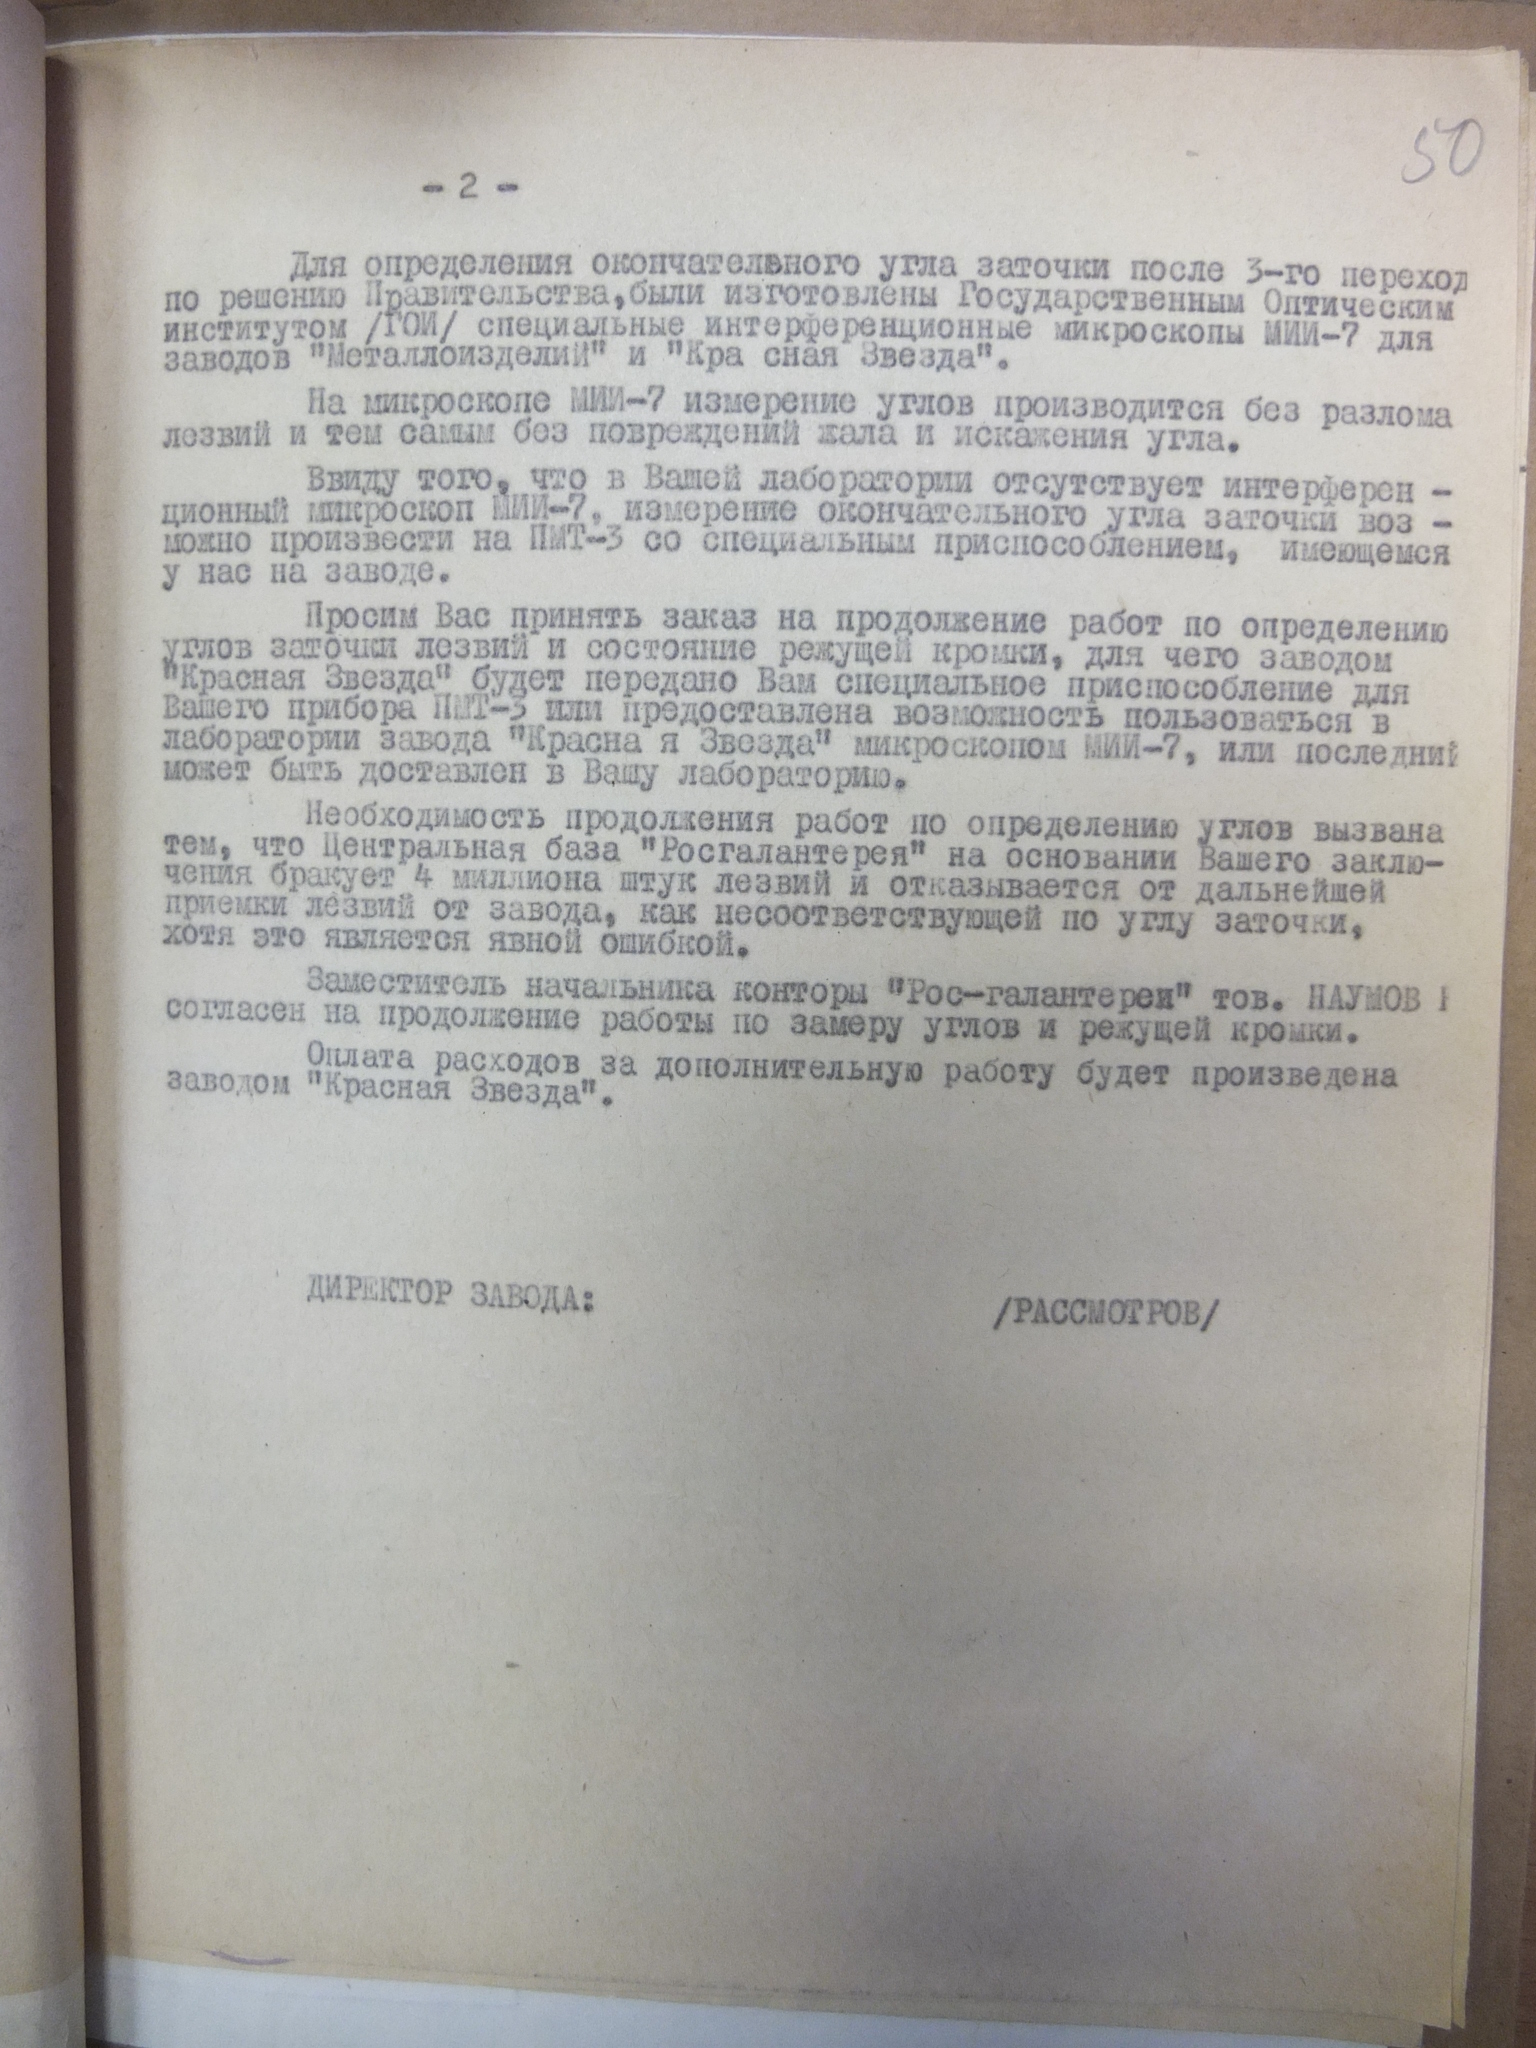 50
- 2 -
Для определения окончательного угла заточки после 3-го переход
по решению Правительства,были изготовлены Государственным Оптическим
институтом /ГОИ/ специальные интерференционные микроскопы МИИ-7 для
заводов "Металлоизделий" и "Кра сная Звезда".
На микроскопе МИИ-7 измерение углов производится без разлома
лезвий и тем самым без повреждений жала и искажения угла.
Ввиду того, что в Вашей лаборатории отсутствует интерферен -
ционный микроскоп МИИ-7, измерение окончательного угла заточки воз -
можно произвести на ПМТ-3 со специальным приспособлением, имеющемся
у нас на заводе.
Просим Вас принять заказ на продолжение работ по определению
углов заточки лезвий и состояние режущей кромки, для чего заводом
"Красная Звезда" будет передано Вам специальное приспособление для
Вашего прибора ПМТ-3 или предоставлена возможность пользоваться в
лаборатории завода "Красна я Звезда" микроскопом МИИ-7, или последний
может быть доставлен в Вашу лабораторию.
Необходимость продолжения работ по определению углов вызвана
тем, что Центральная база "Росгалантерея" на основании Вашего заклю-
чения бракует 4 миллиона штук лезвий и отказывается от дальнейшей
приемки лезвий от завода, как несоответствующей по углу заточки,
хотя это является явной ошибкой.
Заместитель начальника конторы "Рос-галантереи" тов. НАУМОВ
согласен на продолжение работы по замеру углов и режущей кромки.
Оплата расходов за дополнительную работу будет произведена
заводом "Красная Звезда".
ДИРЕКТОР ЗАВОДА:
/РАССМОТРОВ/